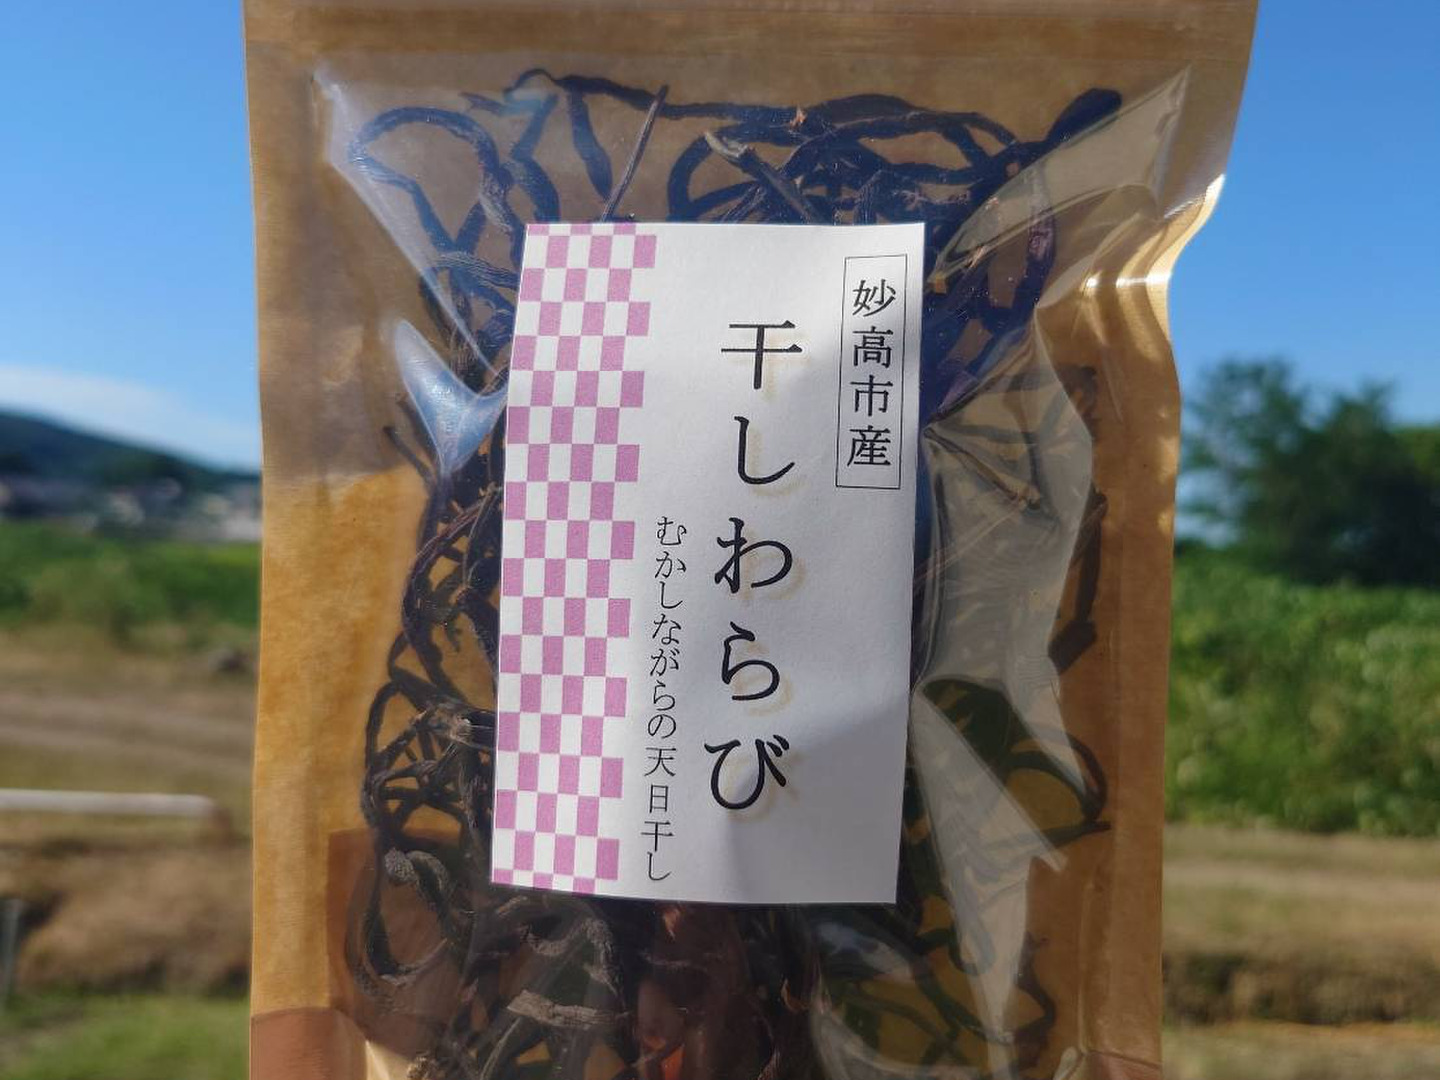 妙高市産
干しわらび
むかしながらの天日干し